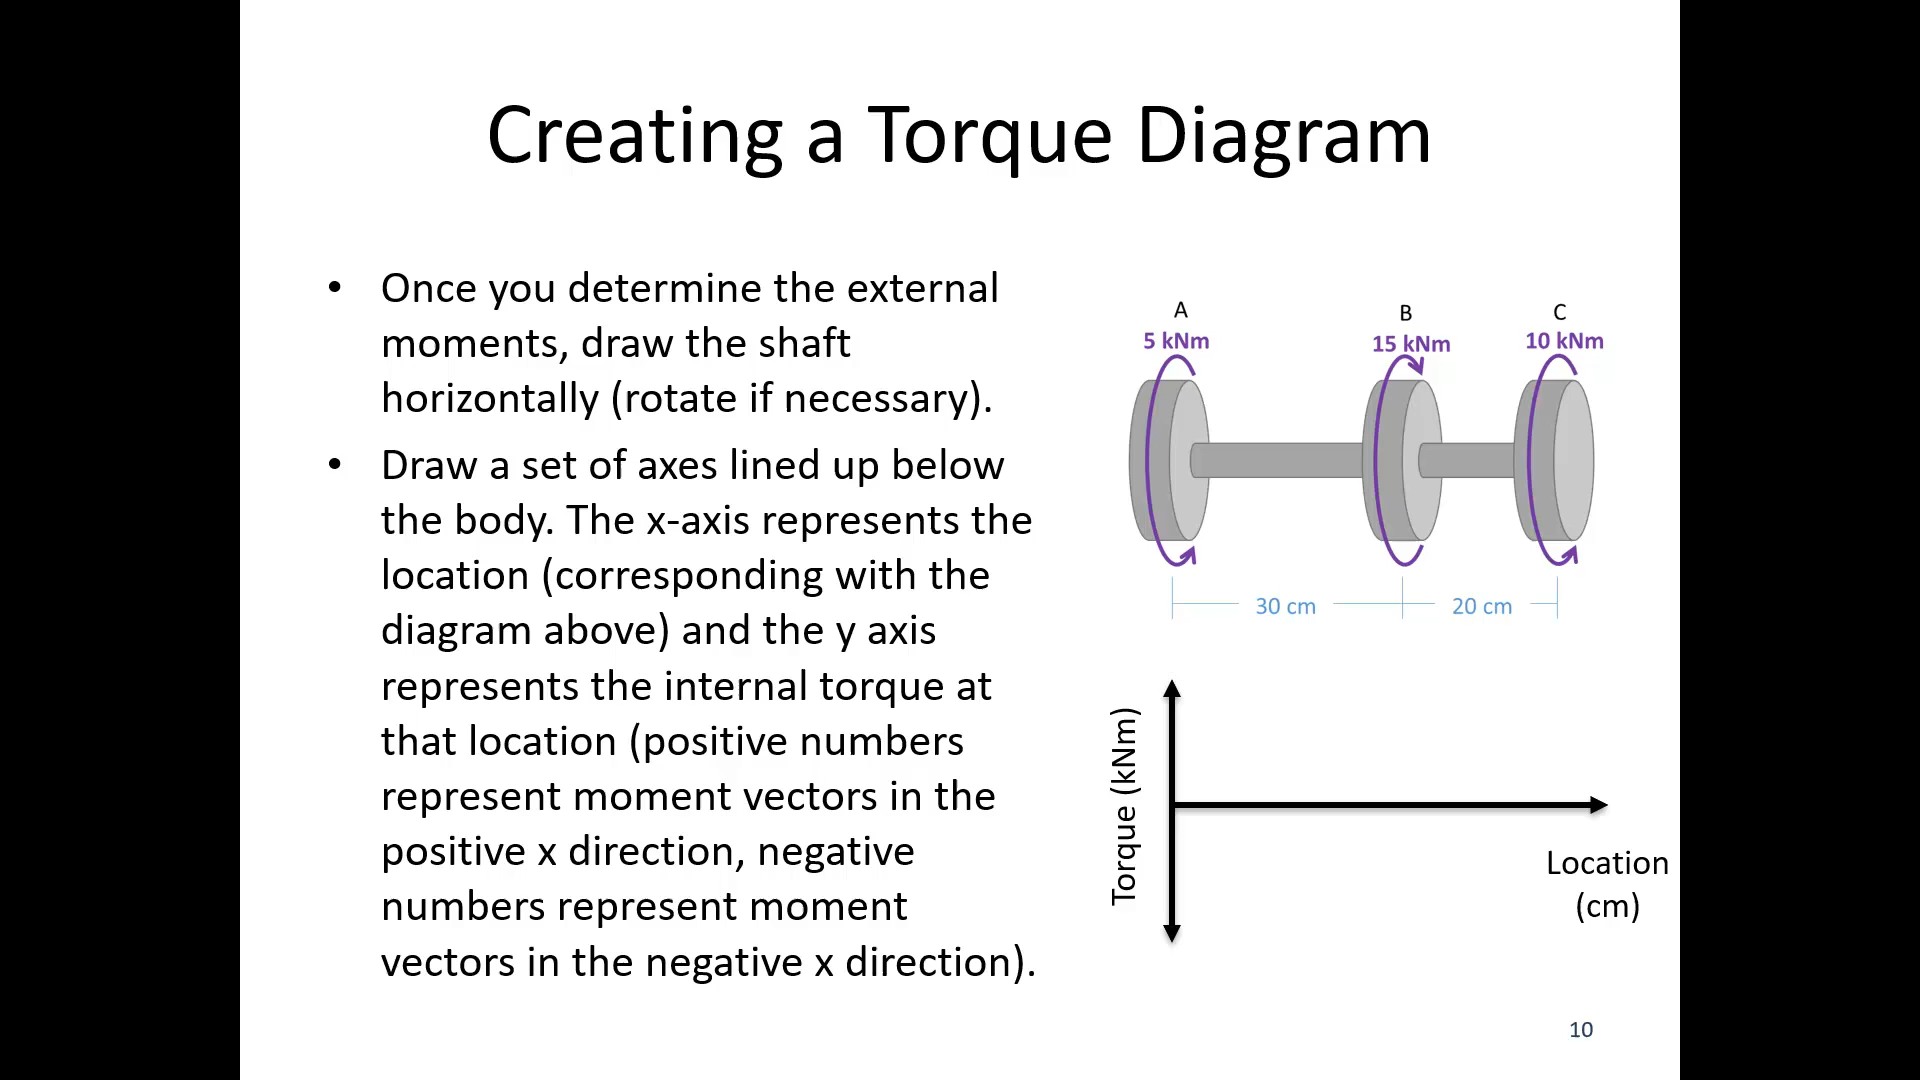 Creating a Torque Diagram
• Once you determine the external
moments, draw the shaft
horizontally (rotate if necessary).
• Draw a set of axes lined up below
the body. The x-axis represents the
location (corresponding with the
diagram above) and the y axis
represents the internal torque at
that location (positive numbers
represent moment vectors in the
positive x direction, negative
numbers represent moment
vectors in the negative x direction).
A
5 kNm
B
15 kNm
C
10 kNm
30 cm
20 cm
Torque (kNm)
Location
(cm)
10